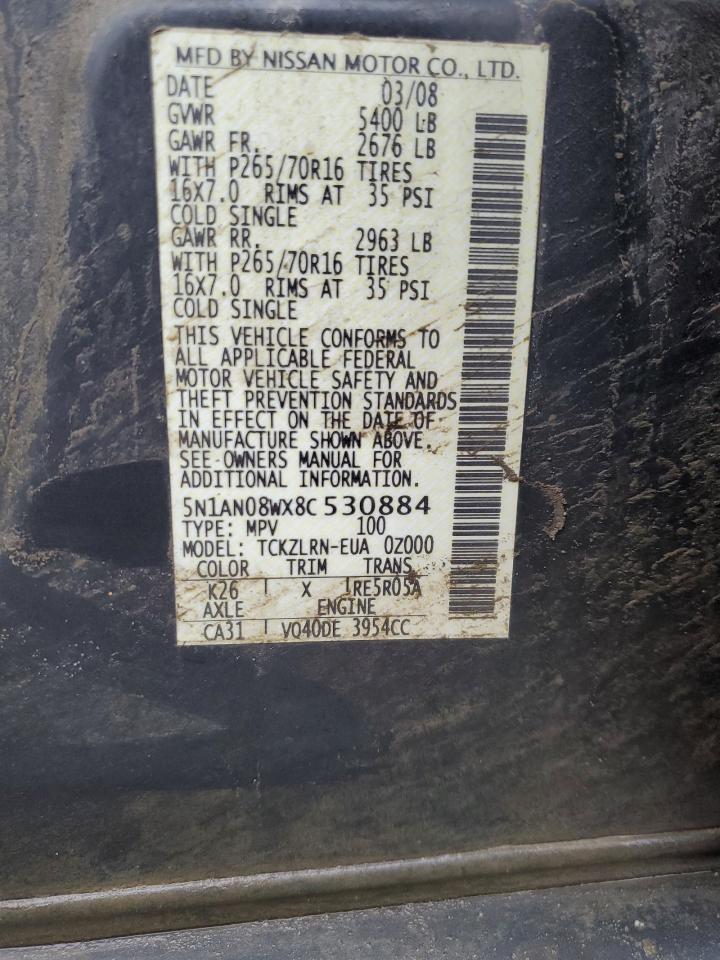 MFD BY NISSAN MOTOR CO., LTD.
DATE 03/08
GVWR 5400 LB
GAWR FR. 2676 LB
WITH P265/70R16 TIRES
16X7.0 RIMS AT 35 PSI
COLD SINGLE
GAWR RR. 2963 LB
WITH P265/70R16 TIRES
16X7.0 RIMS AT 35 PSI
COLD SINGLE
THIS VEHICLE CONFORMS TO
ALL APPLICABLE FEDERAL
MOTOR VEHICLE SAFETY AND
THEFT PREVENTION STANDARDS
IN EFFECT ON THE DATE OF
MANUFACTURE SHOWN ABOVE.
SEE-OWNERS MANUAL FOR
ADDITIONAL INFORMATION.
5N1AN08WX8C 530884
TYPE: MPV 100
MODEL: TCKZLRN-EUA 0Z000
COLOR TRIM TRANS
K26 X RE5R05A
AXLE ENGINE
CA31 VQ40DE 3954CC